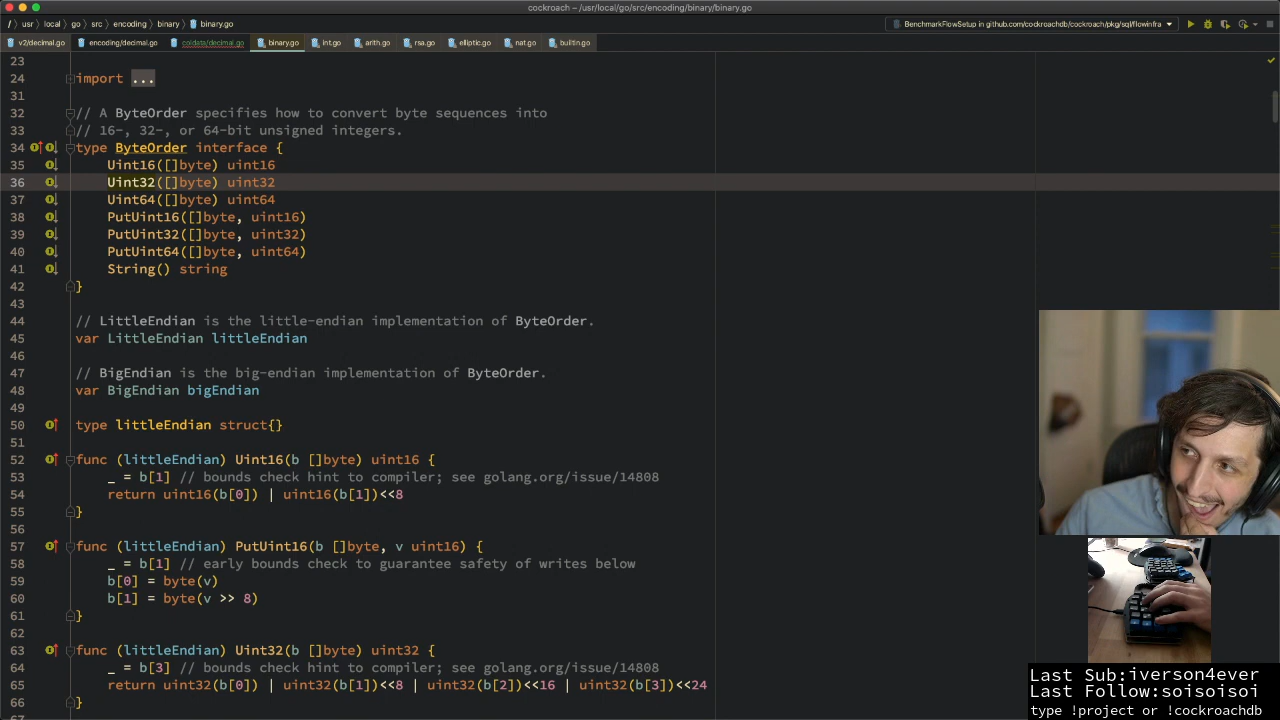 cockroach – /usr/local/go/src/encoding/binary/binary.go
/ usr / local / go / src / encoding / binary / binary.go
BenchmarkFlowSetup in github.com/cockroachdb/cockroach/pkg/sql/flowinfra
v2/decimal.go encoding/decimal.go coldata/decimal.go binary.go int.go arith.go rsa.go elliptic.go nat.go builtin.go
23
24 import ...
31
32 // A ByteOrder specifies how to convert byte sequences into
33 // 16-, 32-, or 64-bit unsigned integers.
34 type ByteOrder interface {
35 Uint16([]byte) uint16
36 Uint32([]byte) uint32
37 Uint64([]byte) uint64
38 PutUint16([]byte, uint16)
39 PutUint32([]byte, uint32)
40 PutUint64([]byte, uint64)
41 String() string
42 }
43
44 // LittleEndian is the little-endian implementation of ByteOrder.
45 var LittleEndian littleEndian
46
47 // BigEndian is the big-endian implementation of ByteOrder.
48 var BigEndian bigEndian
49
50 type littleEndian struct{}
51
52 func (littleEndian) Uint16(b []byte) uint16 {
53 _ = b[1] // bounds check hint to compiler; see golang.org/issue/14808
54 return uint16(b[0]) | uint16(b[1])<<8
55 }
56
57 func (littleEndian) PutUint16(b []byte, v uint16) {
58 _ = b[1] // early bounds check to guarantee safety of writes below
59 b[0] = byte(v)
60 b[1] = byte(v >> 8)
61 }
62
63 func (littleEndian) Uint32(b []byte) uint32 {
64 _ = b[3] // bounds check hint to compiler; see golang.org/issue/14808
65 return uint32(b[0]) | uint32(b[1])<<8 | uint32(b[2])<<16 | uint32(b[3])<<24
66 }
Last Sub:iverson4ever
Last Follow:soisoisoi
type !project or !cockroachdb